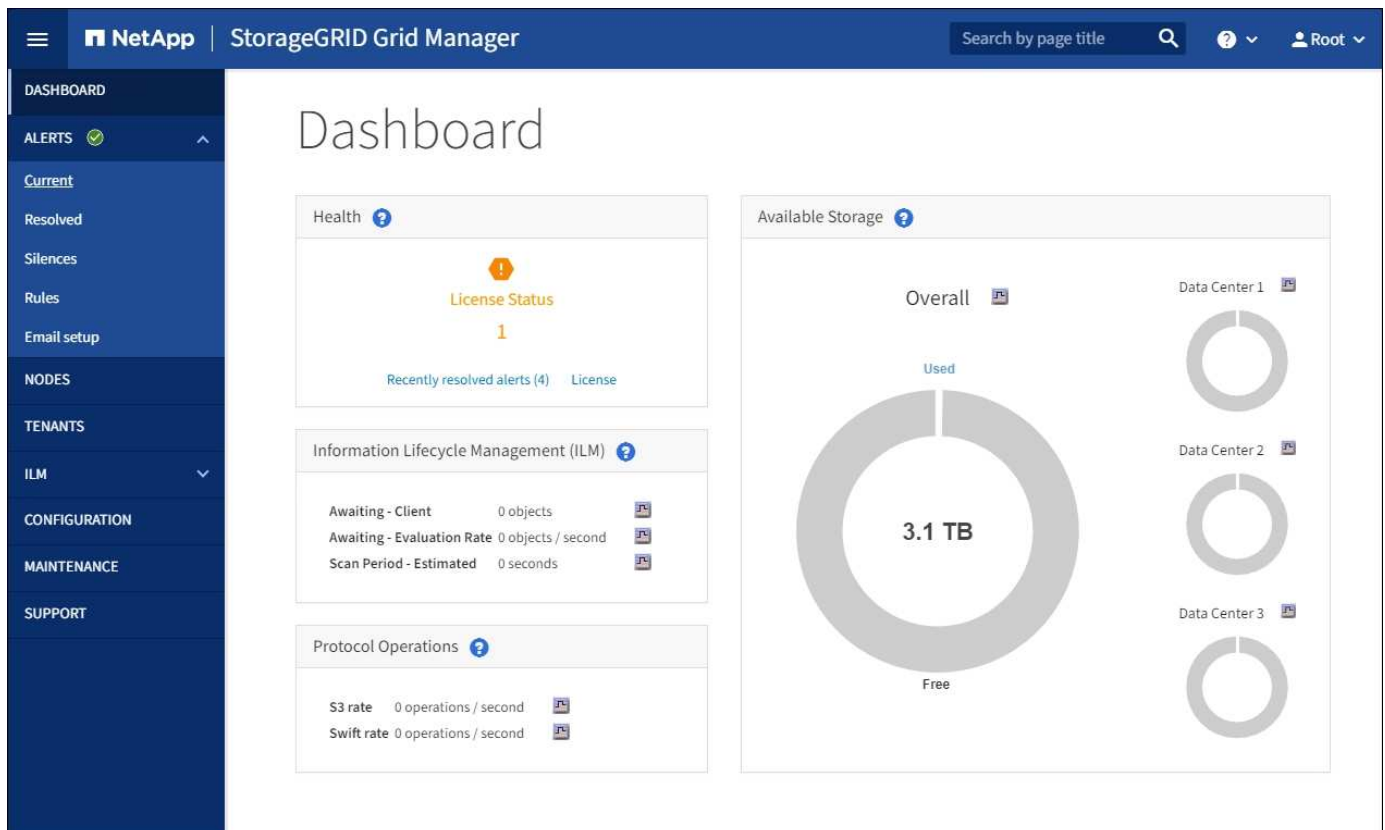 NetApp | StorageGRID Grid Manager
Search by page title
Root
DASHBOARD
ALERTS
Current
Resolved
Silences
Rules
Email setup
NODES
TENANTS
ILM
CONFIGURATION
MAINTENANCE
SUPPORT
Dashboard
Health ?
!
License Status
1
Recently resolved alerts (4) License
Information Lifecycle Management (ILM) ?
Awaiting - Client 0 objects
Awaiting - Evaluation Rate 0 objects / second
Scan Period - Estimated 0 seconds
Protocol Operations ?
S3 rate 0 operations / second
Swift rate 0 operations / second
Available Storage ?
Overall
Used
3.1 TB
Free
Data Center 1
Data Center 2
Data Center 3